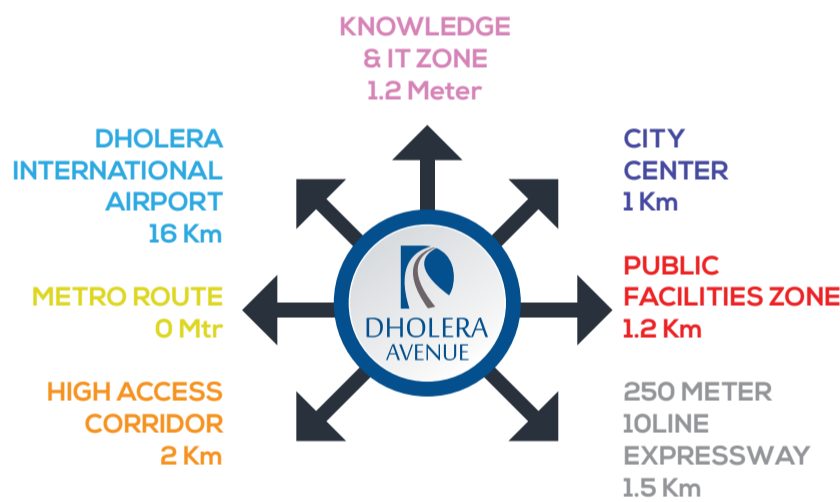 KNOWLEDGE
& IT ZONE
1.2 Meter
DHOLERA
INTERNATIONAL
AIRPORT
16 Km
CITY
CENTER
1 Km
METRO ROUTE
0 Mtr
DHOLERA
AVENUE
PUBLIC
FACILITIES ZONE
1.2 Km
HIGH ACCESS
CORRIDOR
2 Km
250 METER
10LINE
EXPRESSWAY
1.5 Km